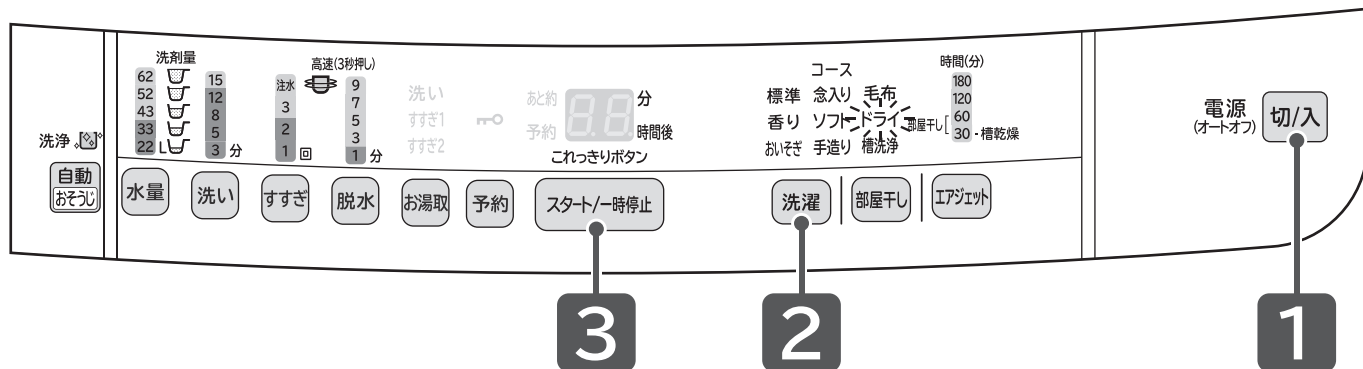 洗浄
自動
おそうじ
洗剤量
62
52
43
33
22 L
15
12
8
5
3 分
注水
3
2
1 回
高速(3秒押し)
9
7
5
3
1 分
洗い
すすぎ1
すすぎ2
あと約
予約
88
分
時間後
これっきりボタン
コース
標準 念入り 毛布
香り ソフト ドライ
おいそぎ 手造り 槽洗浄
時間(分)
180
120
部屋干し[ 60
30 - 槽乾燥
電源
(オートオフ)
切/入
水量
洗い
すすぎ
脱水
お湯取
予約
スタート/一時停止
洗濯
部屋干し
エアジェット
3
2
1